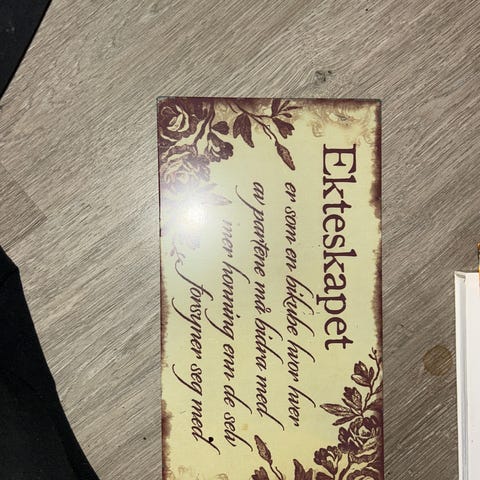 Ekteskapet
er som en bikube hvor hver
av partene må bidra med
mer honning enn de selv
forsyner seg med